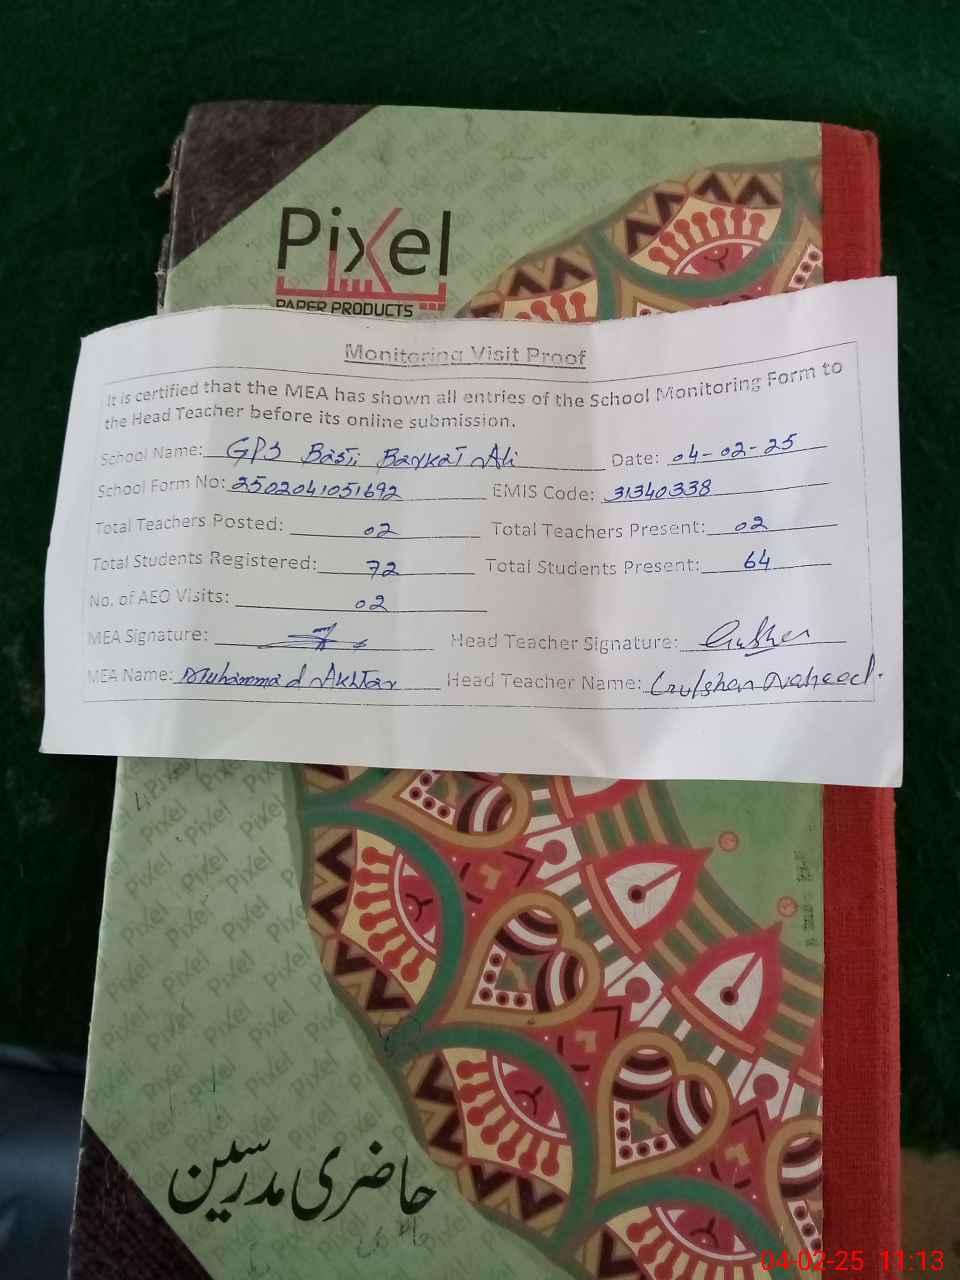 Pixel
PAPER PRODUCTS
Monitoring Visit Proof
It is certified that the MEA has shown all entries of the School Monitoring Form to
the Head Teacher before its online submission.
School Name: GPS Basti Barkat Ali Date: 04-02-25
School Form No: 2502041051692 EMIS Code: 31340338
Total Teachers Posted: 02 Total Teachers Present: 02
Total Students Registered: 72 Total Students Present: 64
No. of AEO Visits: 02
MEA Signature: Head Teacher Signature: Gulshan
MEA Name: Muhammad Akhtar Head Teacher Name: Gulshan Naheed.
حاضری مدرسین
04-02-25 11:13